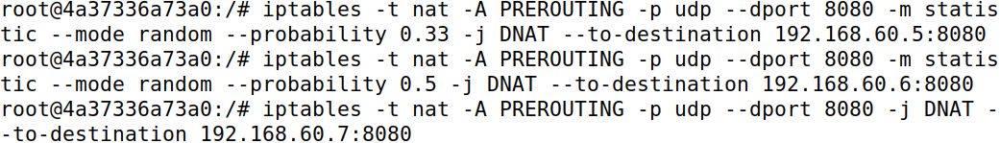 root@4a37336a73a0:/# iptables -t nat -A PREROUTING -p udp --dport 8080 -m statis
tic --mode random --probability 0.33 -j DNAT --to-destination 192.168.60.5:8080
root@4a37336a73a0:/# iptables -t nat -A PREROUTING -p udp --dport 8080 -m statis
tic --mode random --probability 0.5 -j DNAT --to-destination 192.168.60.6:8080
root@4a37336a73a0:/# iptables -t nat -A PREROUTING -p udp --dport 8080 -j DNAT -
-to-destination 192.168.60.7:8080